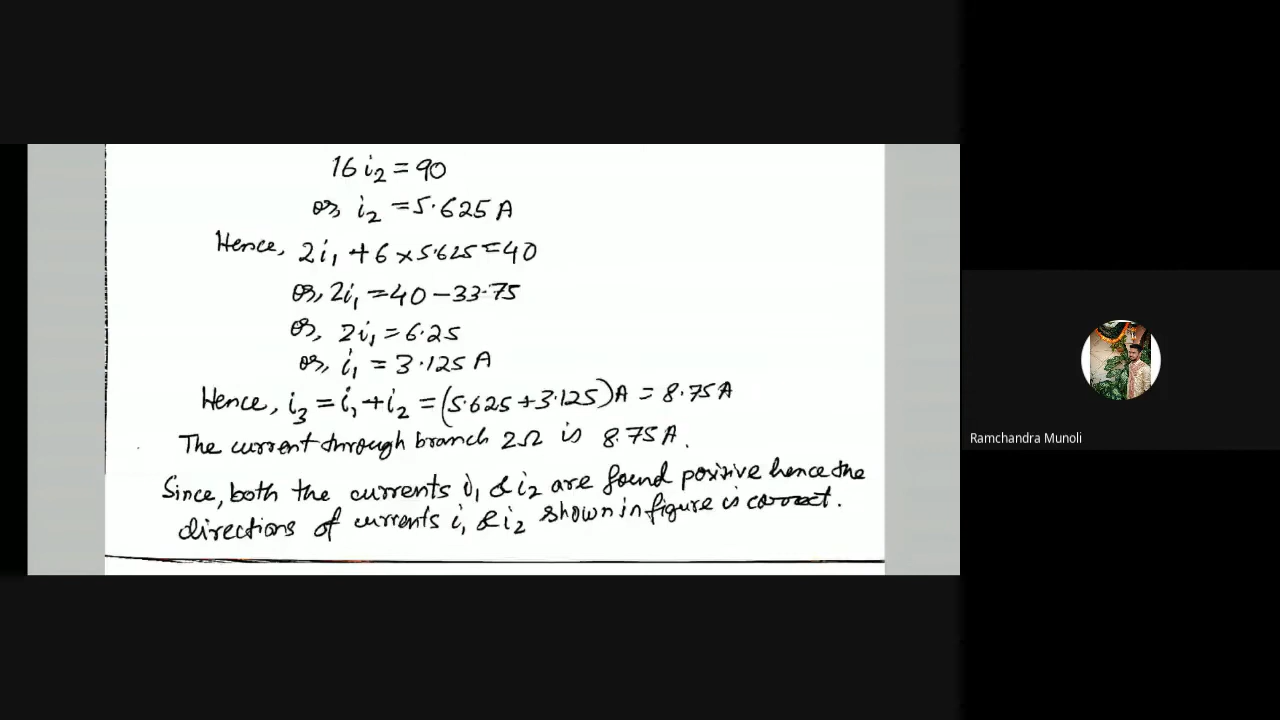 16 i₂ = 90
or, i₂ = 5.625 A
Hence, 2i₁ + 6 × 5.625 = 40
or, 2i₁ = 40 − 33.75
or, 2i₁ = 6.25
or, i₁ = 3.125 A
Hence, i₃ = i₁ + i₂ = (5.625 + 3.125)A = 8.75 A
The current through branch 2Ω is 8.75 A.
Since, both the currents i₁ & i₂ are found positive hence the
directions of currents i₁ & i₂ shown in figure is correct.
Ramchandra Munoli